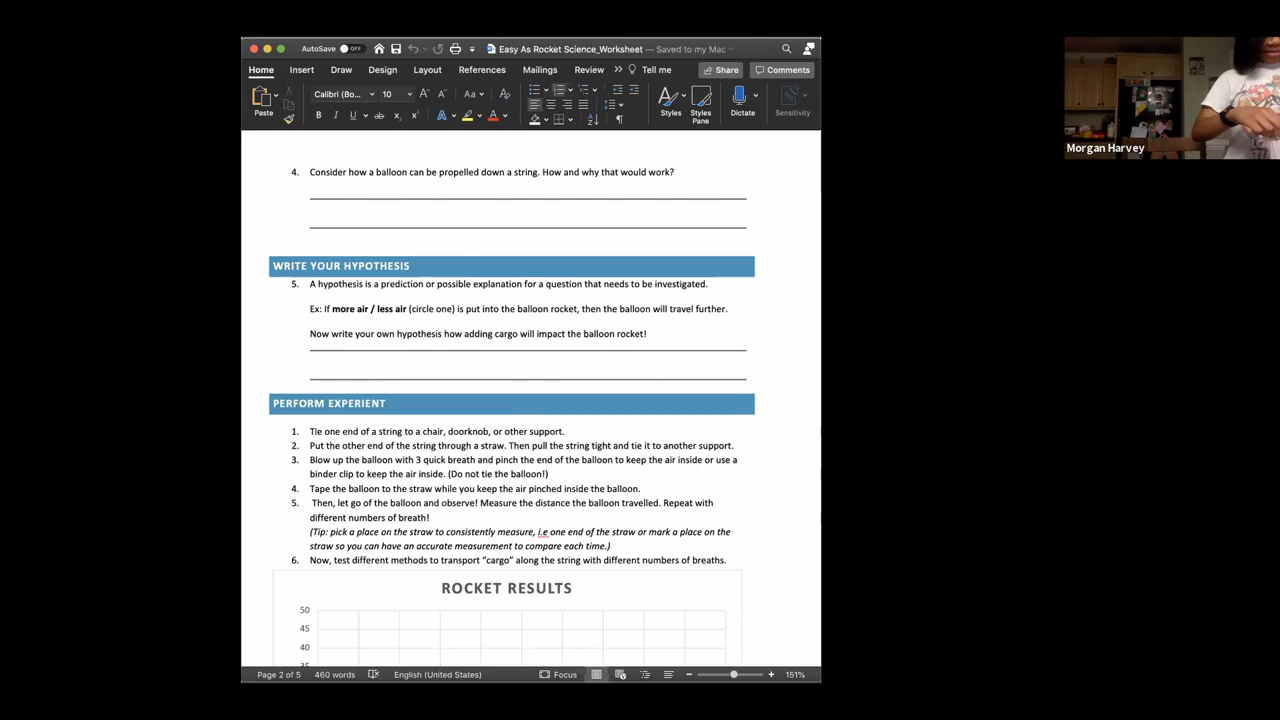 AutoSave OFF Easy As Rocket Science_Worksheet — Saved to my Mac
Home Insert Draw Design Layout References Mailings Review Tell me Share Comments
Paste Calibri (Bo... 10 Aa Styles Styles Pane Dictate Sensitivity
B I U ab x₂ x² A A
4. Consider how a balloon can be propelled down a string. How and why that would work?
WRITE YOUR HYPOTHESIS
5. A hypothesis is a prediction or possible explanation for a question that needs to be investigated.
Ex: If more air / less air (circle one) is put into the balloon rocket, then the balloon will travel further.
Now write your own hypothesis how adding cargo will impact the balloon rocket!
PERFORM EXPERIENT
1. Tie one end of a string to a chair, doorknob, or other support.
2. Put the other end of the string through a straw. Then pull the string tight and tie it to another support.
3. Blow up the balloon with 3 quick breath and pinch the end of the balloon to keep the air inside or use a
binder clip to keep the air inside. (Do not tie the balloon!)
4. Tape the balloon to the straw while you keep the air pinched inside the balloon.
5. Then, let go of the balloon and observe! Measure the distance the balloon travelled. Repeat with
different numbers of breath!
(Tip: pick a place on the straw to consistently measure, i.e one end of the straw or mark a place on the
straw so you can have an accurate measurement to compare each time.)
6. Now, test different methods to transport “cargo” along the string with different numbers of breaths.
ROCKET RESULTS
50
45
40
35
Page 2 of 5 460 words English (United States) Focus 151%
Morgan Harvey